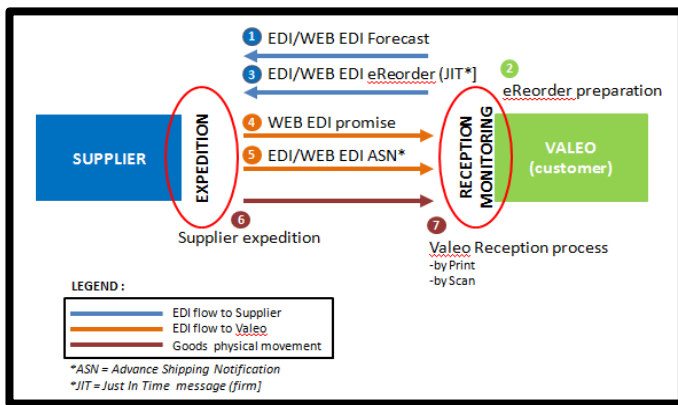 1 EDI/WEB EDI Forecast
3 EDI/WEB EDI eReorder (JIT*]
2
eReorder preparation
SUPPLIER
EXPEDITION
4 WEB EDI promise
5 EDI/WEB EDI ASN*
RECEPTION
MONITORING
VALEO
(customer)
6
Supplier expedition
7
Valeo Reception process
-by Print
-by Scan
LEGEND :
EDI flow to Supplier
EDI flow to Valeo
Goods physical movement
*ASN = Advance Shipping Notification
*JIT = Just In Time message (firm]